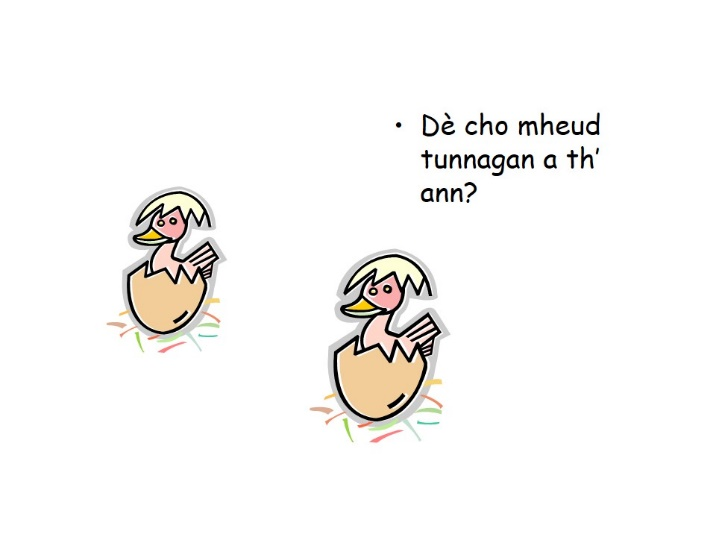 • Dè cho mheud
tunnagan a th'
ann?